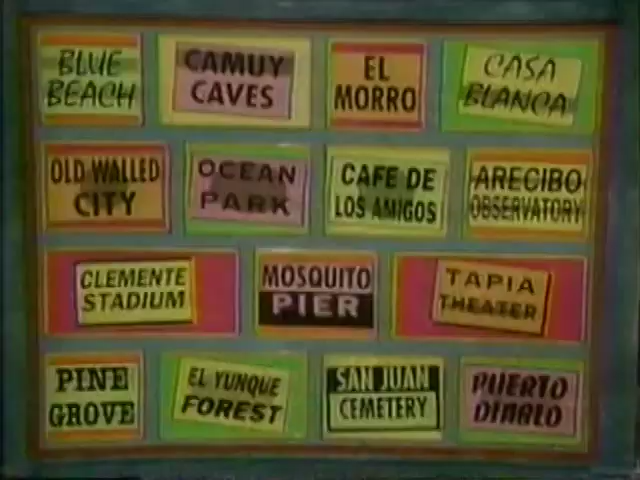 BLUE
BEACH
CAMUY
CAVES
EL
MORRO
CASA
BLANCA
OLD WALLED
CITY
OCEAN
PARK
CAFE DE
LOS AMIGOS
ARECIBO
OBSERVATORY
CLEMENTE
STADIUM
MOSQUITO
PIER
TAPIA
THEATER
PINE
GROVE
EL YUNQUE
FOREST
SAN JUAN
CEMETERY
PUERTO
DIABLO